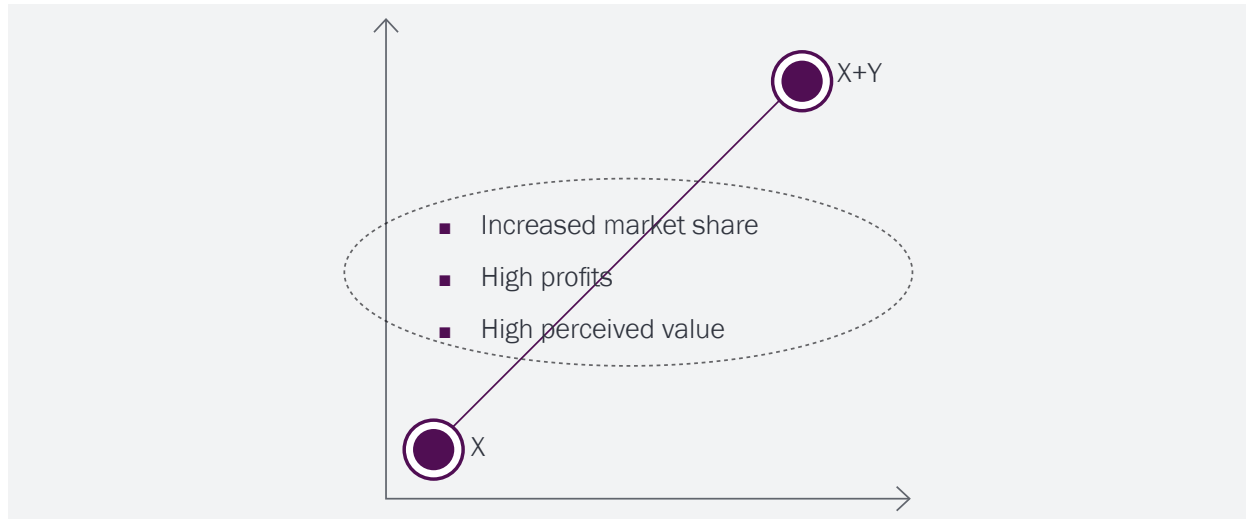 X+Y
■ Increased market share
■ High profits
■ High perceived value
X